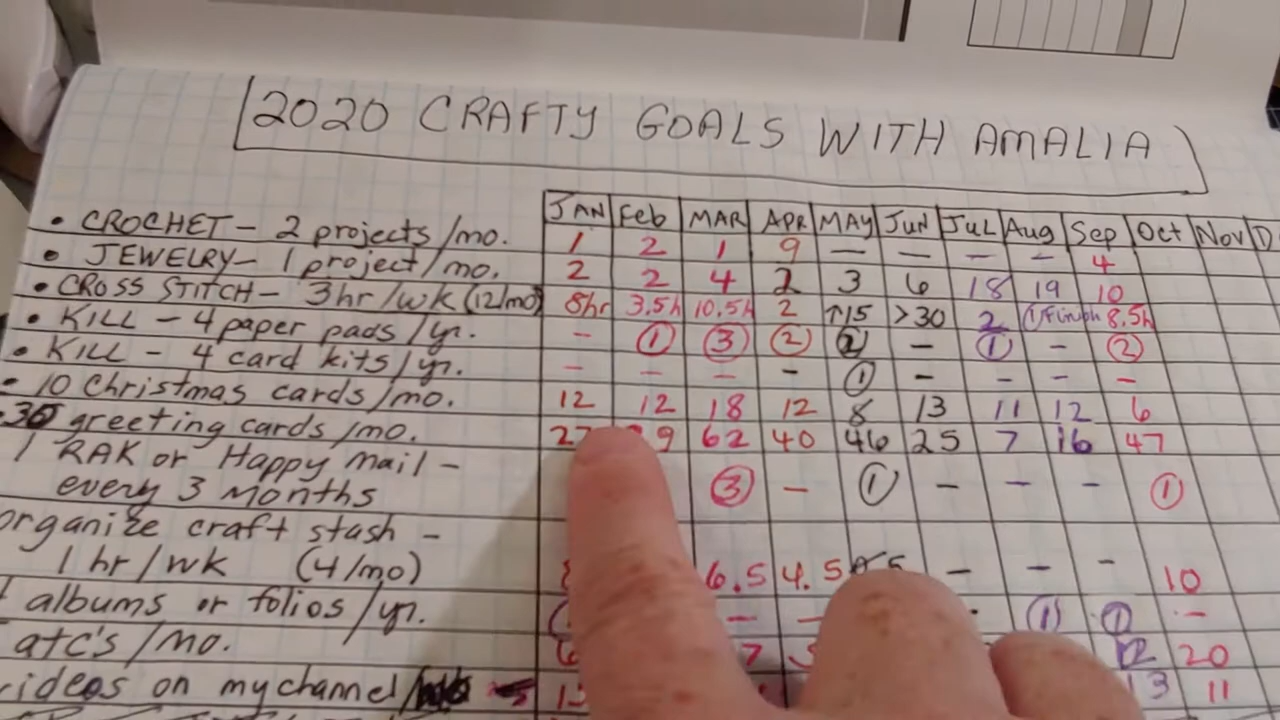 2020 CRAFTY GOALS WITH AMALIA
JAN Feb MAR APR MAY Jun Jul Aug Sep Oct Nov D
• CROCHET - 2 projects/mo. 1 2 1 9 — — — — 4
• JEWELRY - 1 project/mo. 2 2 4 2 3 6 18 19 10
• CROSS STITCH - 3hr/wk (12/mo) 8hr 3.5h 10.5h 2 ↑15 >30 2 ① finish 8.5h
• KILL - 4 paper pads/yr. — ① ③ ② ② — ① — ②
• KILL - 4 card kits/yr. — — — — ① — — — —
• 10 Christmas cards/mo. 12 12 18 12 8 13 11 12 6
30 greeting cards/mo. 9 62 40 46 25 7 16 47
1 RAK or Happy Mail -
every 3 months ③ — ① — — — ①
organize craft stash -
1 hr/wk (4/mo) 6.5 4.5 — — — 10
albums or folios/yr. — — ① ① —
atc's/mo. 7 12 20
videos on my channel 13 11